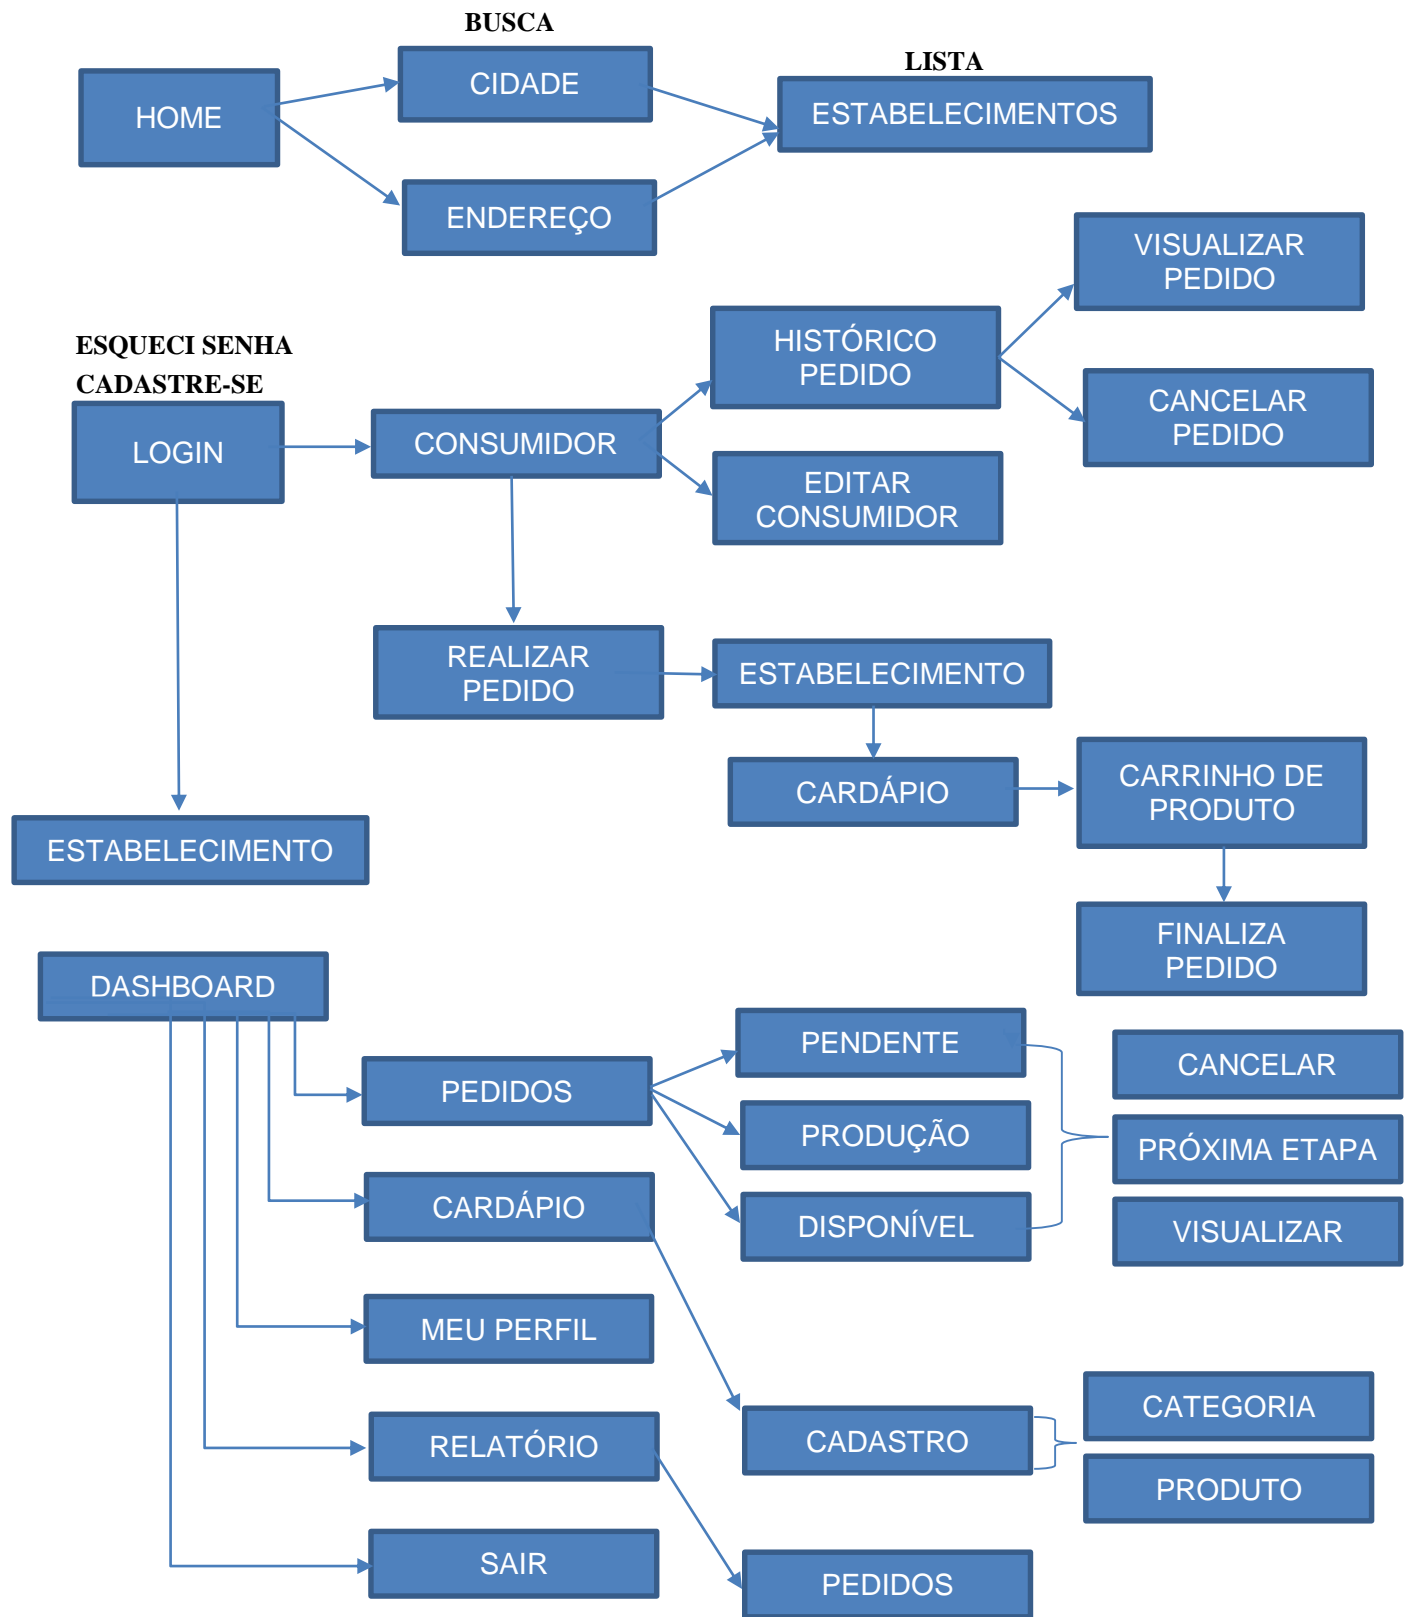 BUSCA
LISTA
HOME
CIDADE
ESTABELECIMENTOS
ENDEREÇO
VISUALIZAR
PEDIDO
ESQUECI SENHA
CADASTRE-SE
HISTÓRICO
PEDIDO
CANCELAR
PEDIDO
LOGIN
CONSUMIDOR
EDITAR
CONSUMIDOR
REALIZAR
PEDIDO
ESTABELECIMENTO
CARDÁPIO
CARRINHO DE
PRODUTO
ESTABELECIMENTO
FINALIZA
PEDIDO
DASHBOARD
PEDIDOS
PENDENTE
CANCELAR
PRODUÇÃO
PRÓXIMA ETAPA
CARDÁPIO
DISPONÍVEL
VISUALIZAR
MEU PERFIL
CATEGORIA
RELATÓRIO
CADASTRO
PRODUTO
SAIR
PEDIDOS